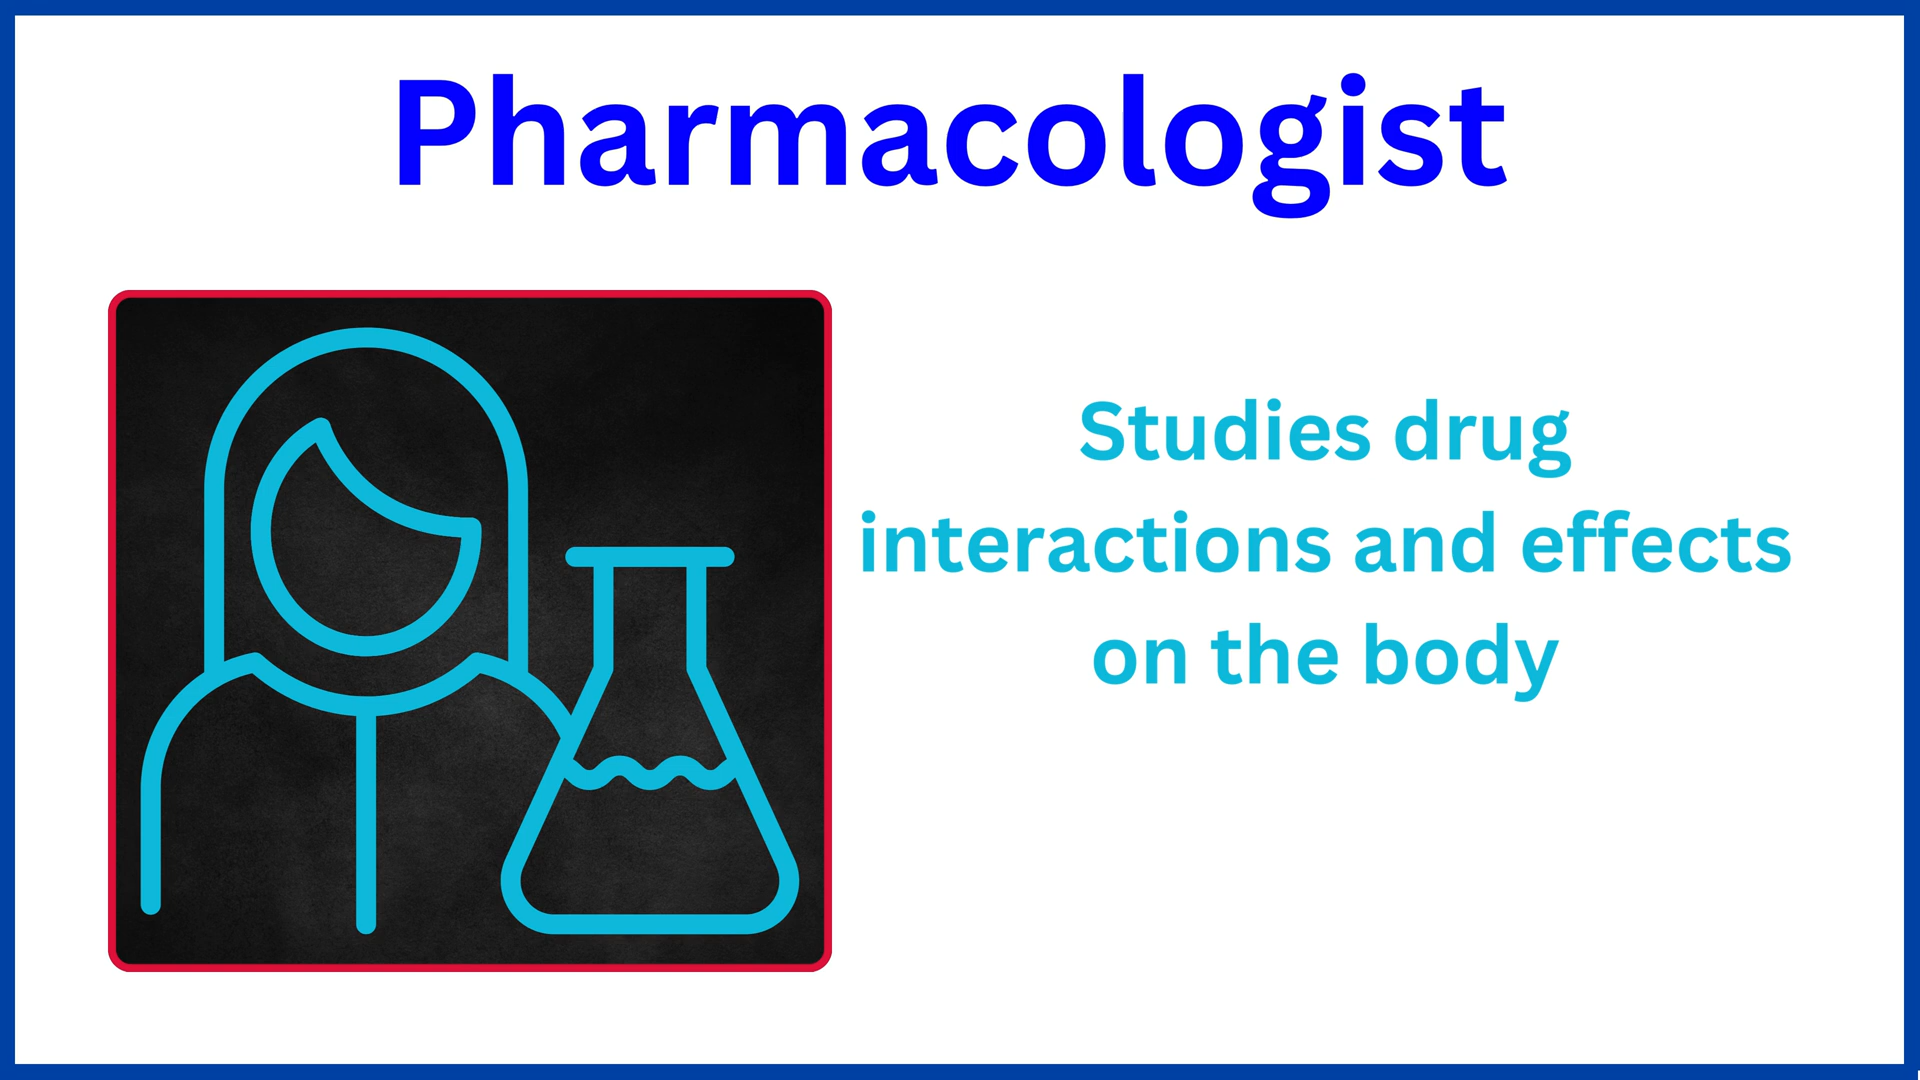 Pharmacologist
Studies drug
interactions and effects
on the body